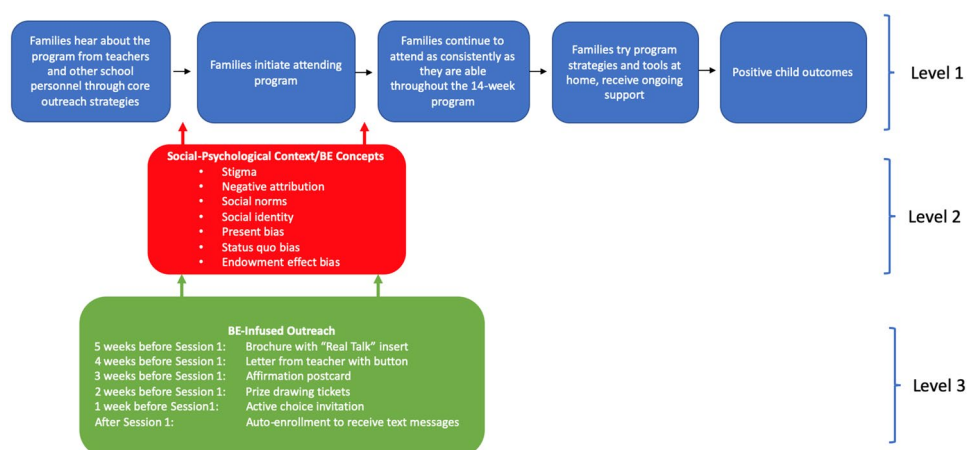 Families hear about the
program from teachers
and other school
personnel through core
outreach strategies
Families initiate attending
program
Families continue to
attend as consistently as
they are able
throughout the 14-week
program
Families try program
strategies and tools at
home, receive ongoing
support
Positive child outcomes
Level 1
Social-Psychological Context/BE Concepts
• Stigma
• Negative attribution
• Social norms
• Social identity
• Present bias
• Status quo bias
• Endowment effect bias
Level 2
BE-Infused Outreach
5 weeks before Session 1: Brochure with "Real Talk" insert
4 weeks before Session 1: Letter from teacher with button
3 weeks before Session 1: Affirmation postcard
2 weeks before Session 1: Prize drawing tickets
1 week before Session1: Active choice invitation
After Session 1: Auto-enrollment to receive text messages
Level 3